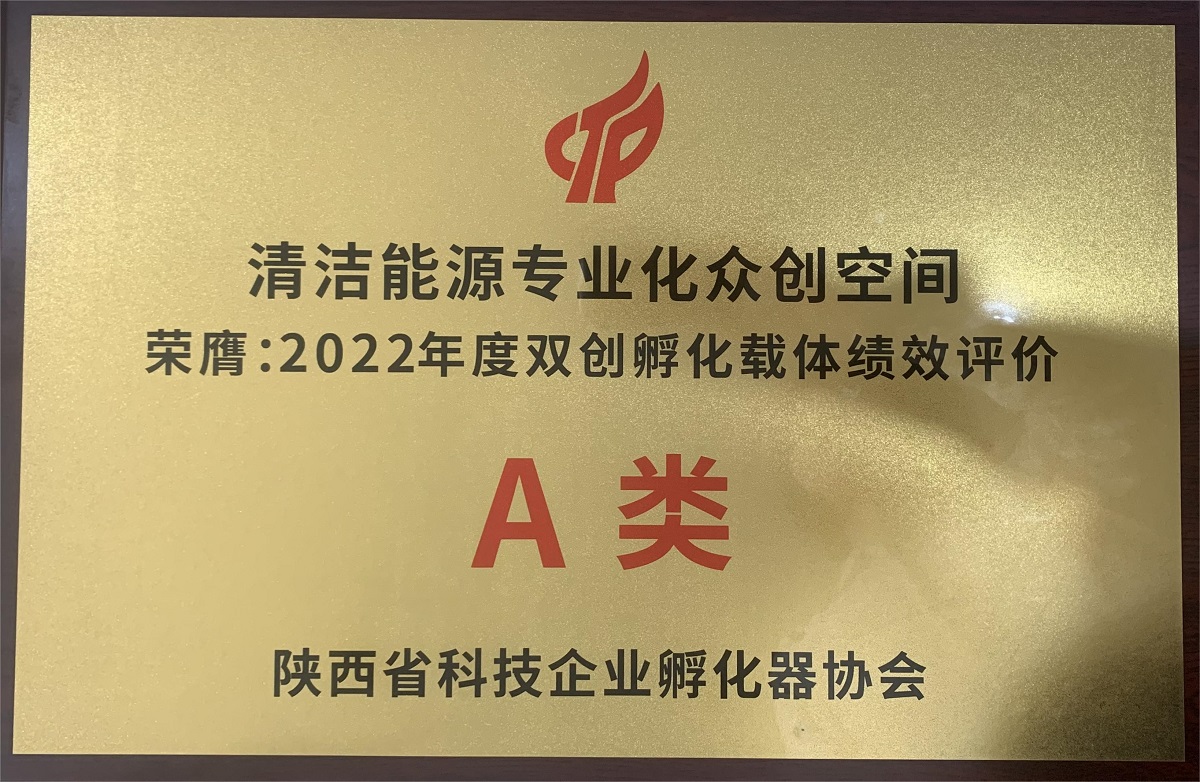 清洁能源专业化众创空间
荣膺:2022年度双创孵化载体绩效评价
A类
陕西省科技企业孵化器协会